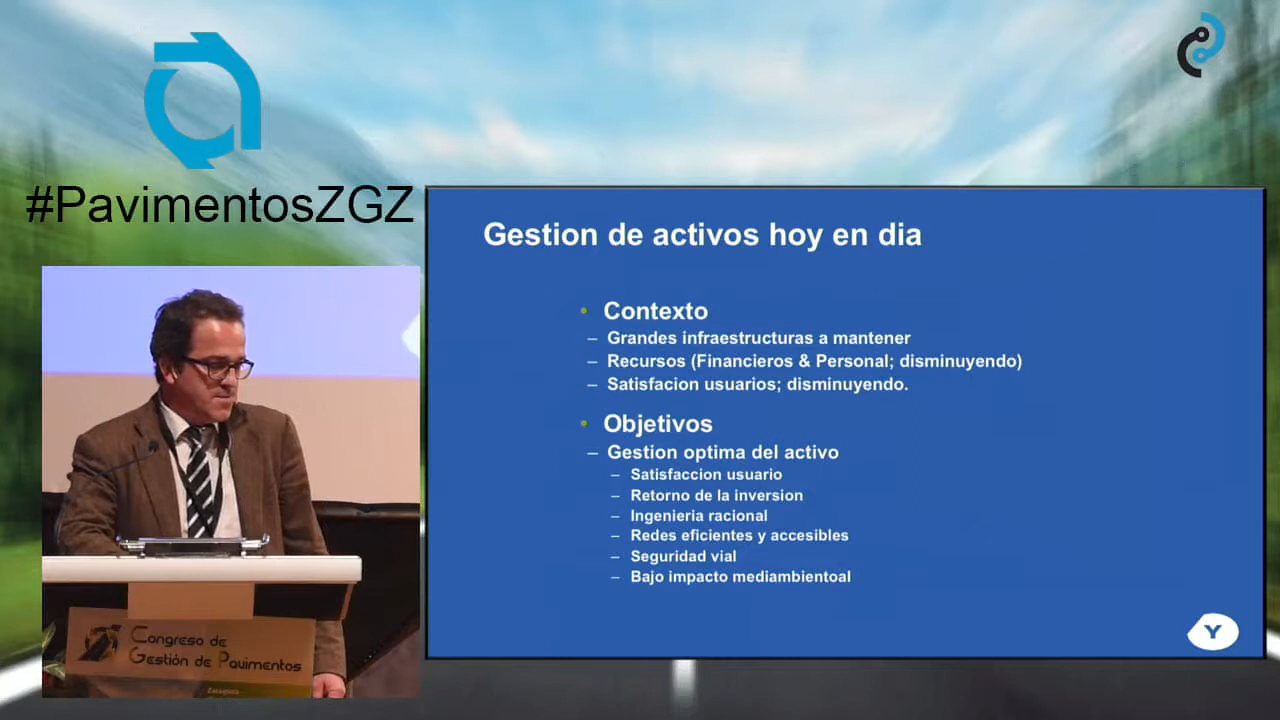 #PavimentosZGZ
Gestion de activos hoy en dia
• Contexto
– Grandes infraestructuras a mantener
– Recursos (Financieros & Personal; disminuyendo)
– Satisfacion usuarios; disminuyendo.
• Objetivos
– Gestion optima del activo
– Satisfaccion usuario
– Retorno de la inversion
– Ingenieria racional
– Redes eficientes y accesibles
– Seguridad vial
– Bajo impacto mediambientoal
Y
Congreso de
Gestión de Pavimentos
Zaragoza